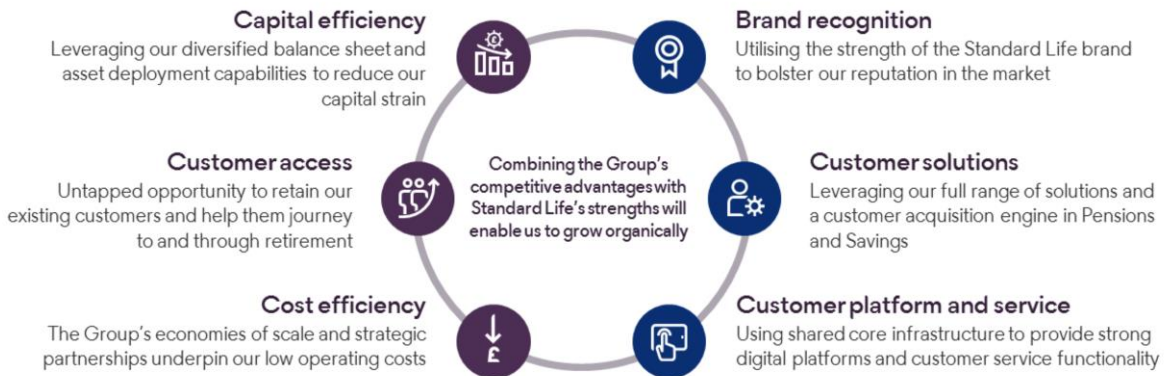 Capital efficiency
Leveraging our diversified balance sheet and
asset deployment capabilities to reduce our
capital strain
Brand recognition
Utilising the strength of the Standard Life brand
to bolster our reputation in the market
Customer access
Untapped opportunity to retain our
existing customers and help them journey
to and through retirement
Combining the Group's
competitive advantages with
Standard Life's strengths will
enable us to grow organically
Customer solutions
Leveraging our full range of solutions and
a customer acquisition engine in Pensions
and Savings
Cost efficiency
The Group's economies of scale and strategic
partnerships underpin our low operating costs
£
£
Customer platform and service
Using shared core infrastructure to provide strong
digital platforms and customer service functionality